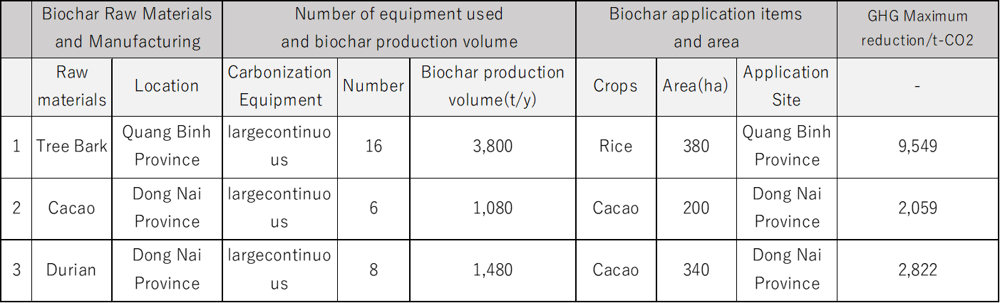 Biochar Raw Materials
and Manufacturing
Number of equipment used
and biochar production volume
Biochar application items
and area
GHG Maximum
reduction/t-CO2
Raw
materials
Location
Carbonization
Equipment
Number
Biochar production
volume(t/y)
Crops
Area(ha)
Application
Site
-
1
Tree Bark
Quang Binh
Province
largecontinuo
us
16
3,800
Rice
380
Quang Binh
Province
9,549
2
Cacao
Dong Nai
Province
largecontinuo
us
6
1,080
Cacao
200
Dong Nai
Province
2,059
3
Durian
Dong Nai
Province
largecontinuo
us
8
1,480
Cacao
340
Dong Nai
Province
2,822